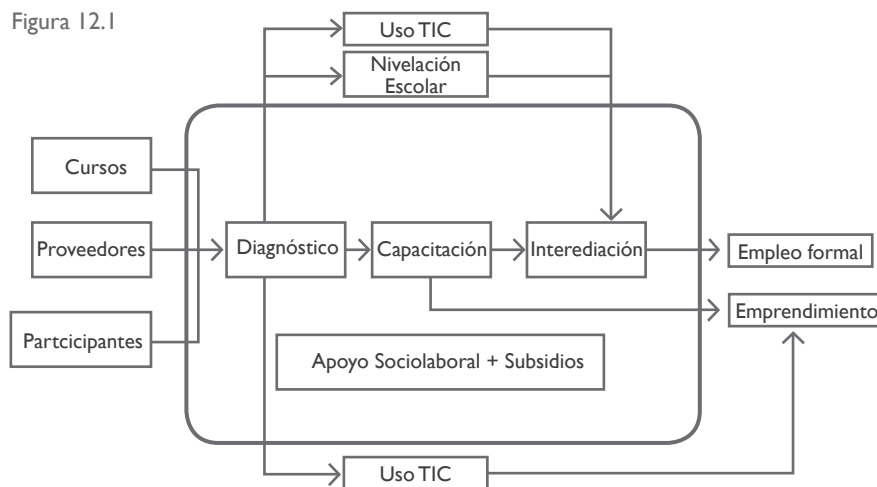 Figura 12.1
Uso TIC
Nivelación
Escolar
Cursos
Proveedores
Diagnóstico
Capacitación
Interediación
Empleo formal
Emprendimiento
Partcicipantes
Apoyo Sociolaboral + Subsidios
Uso TIC